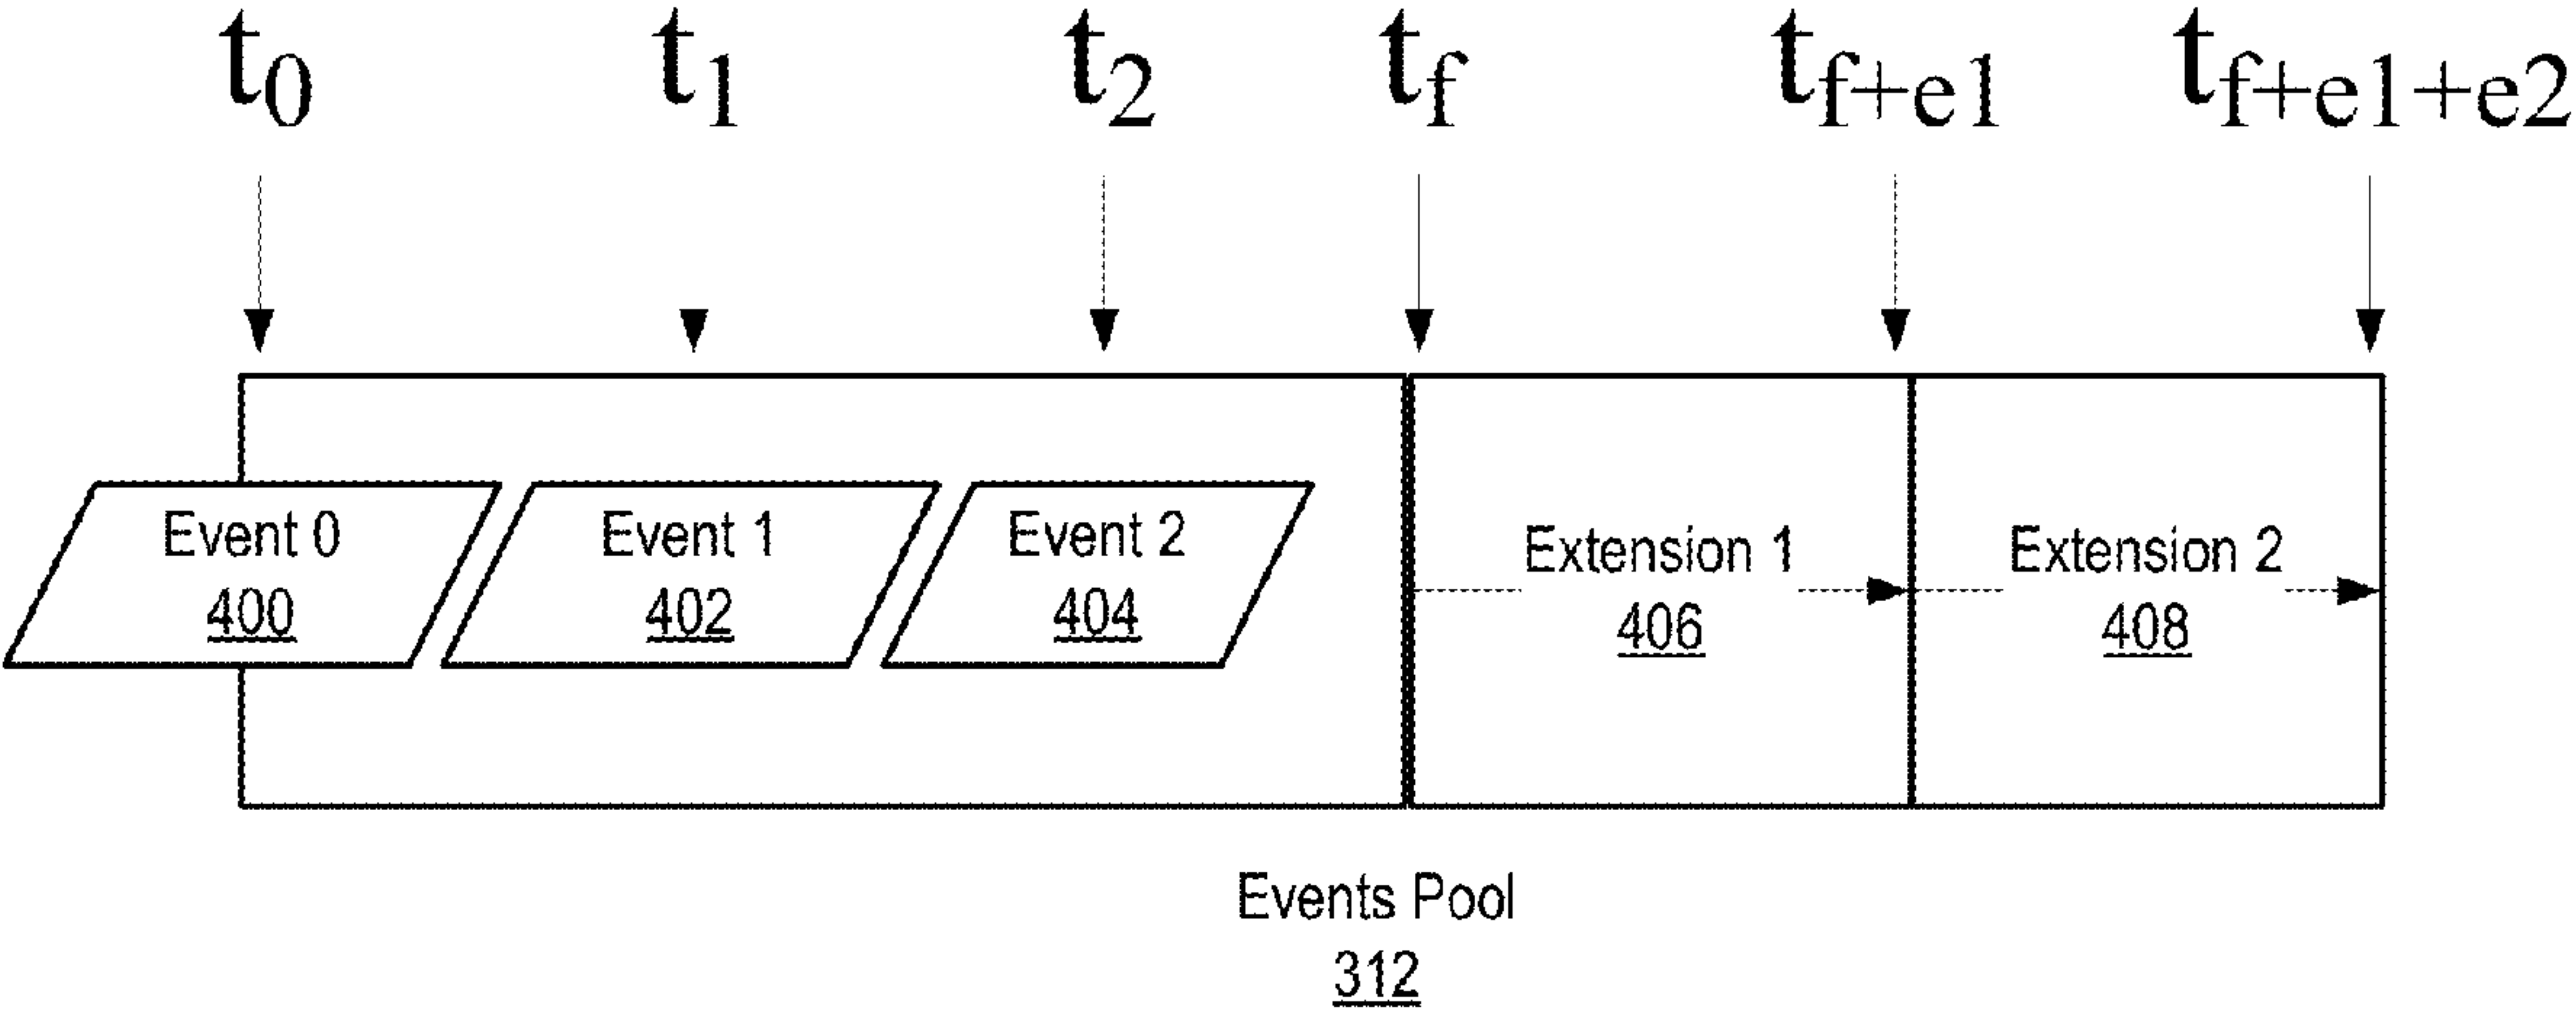 t0 t1 t2 tf tf+e1 tf+e1+e2
Event 0
400
Event 1
402
Event 2
404
Extension 1
406
Extension 2
408
Events Pool
312